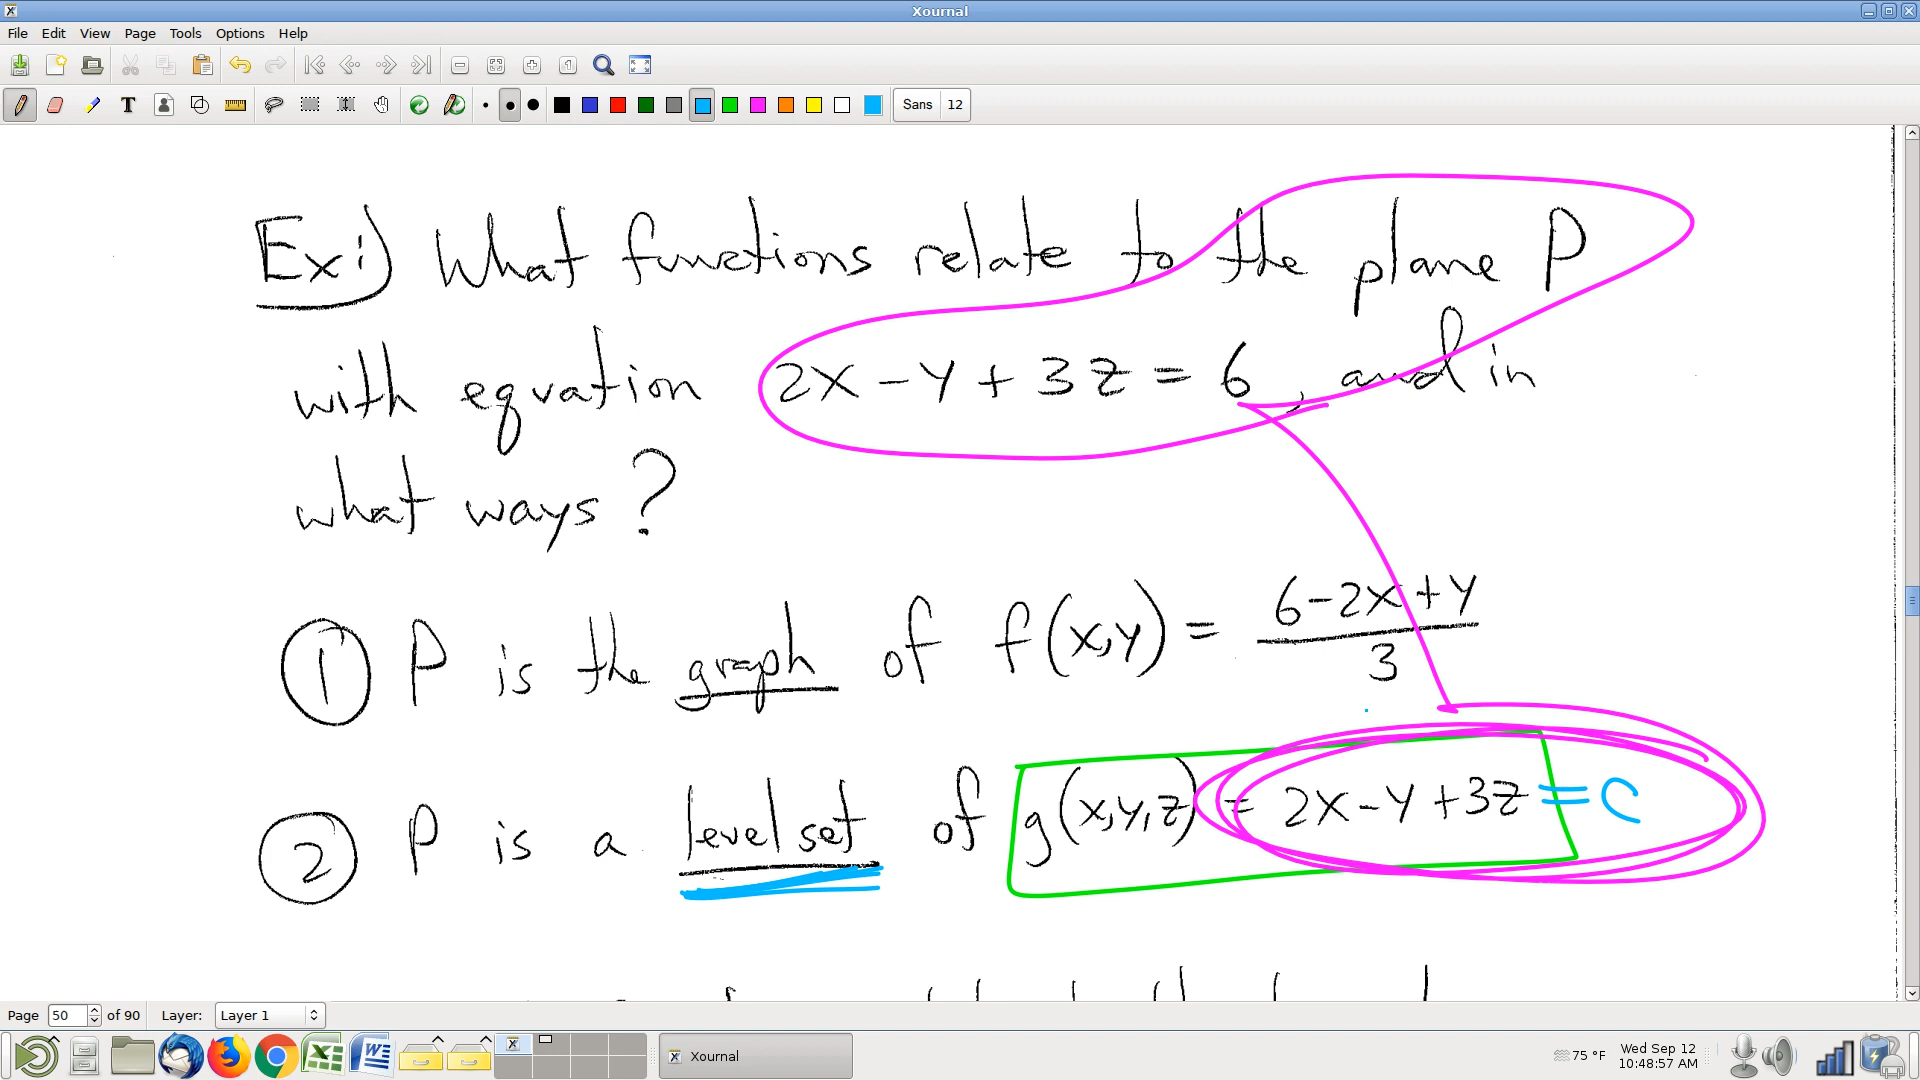 Xournal
File Edit View Page Tools Options Help
T Sans 12
Ex:) What functions relate to the plane P
with equation 2x - y + 3z = 6, and in
what ways?
① P is the graph of f(x,y) = (6-2x+y)/3
② P is a level set of g(x,y,z) = 2x-y+3z = C
Page 50 of 90 Layer: Layer 1
Xournal
75 °F Wed Sep 12
10:48:57 AM